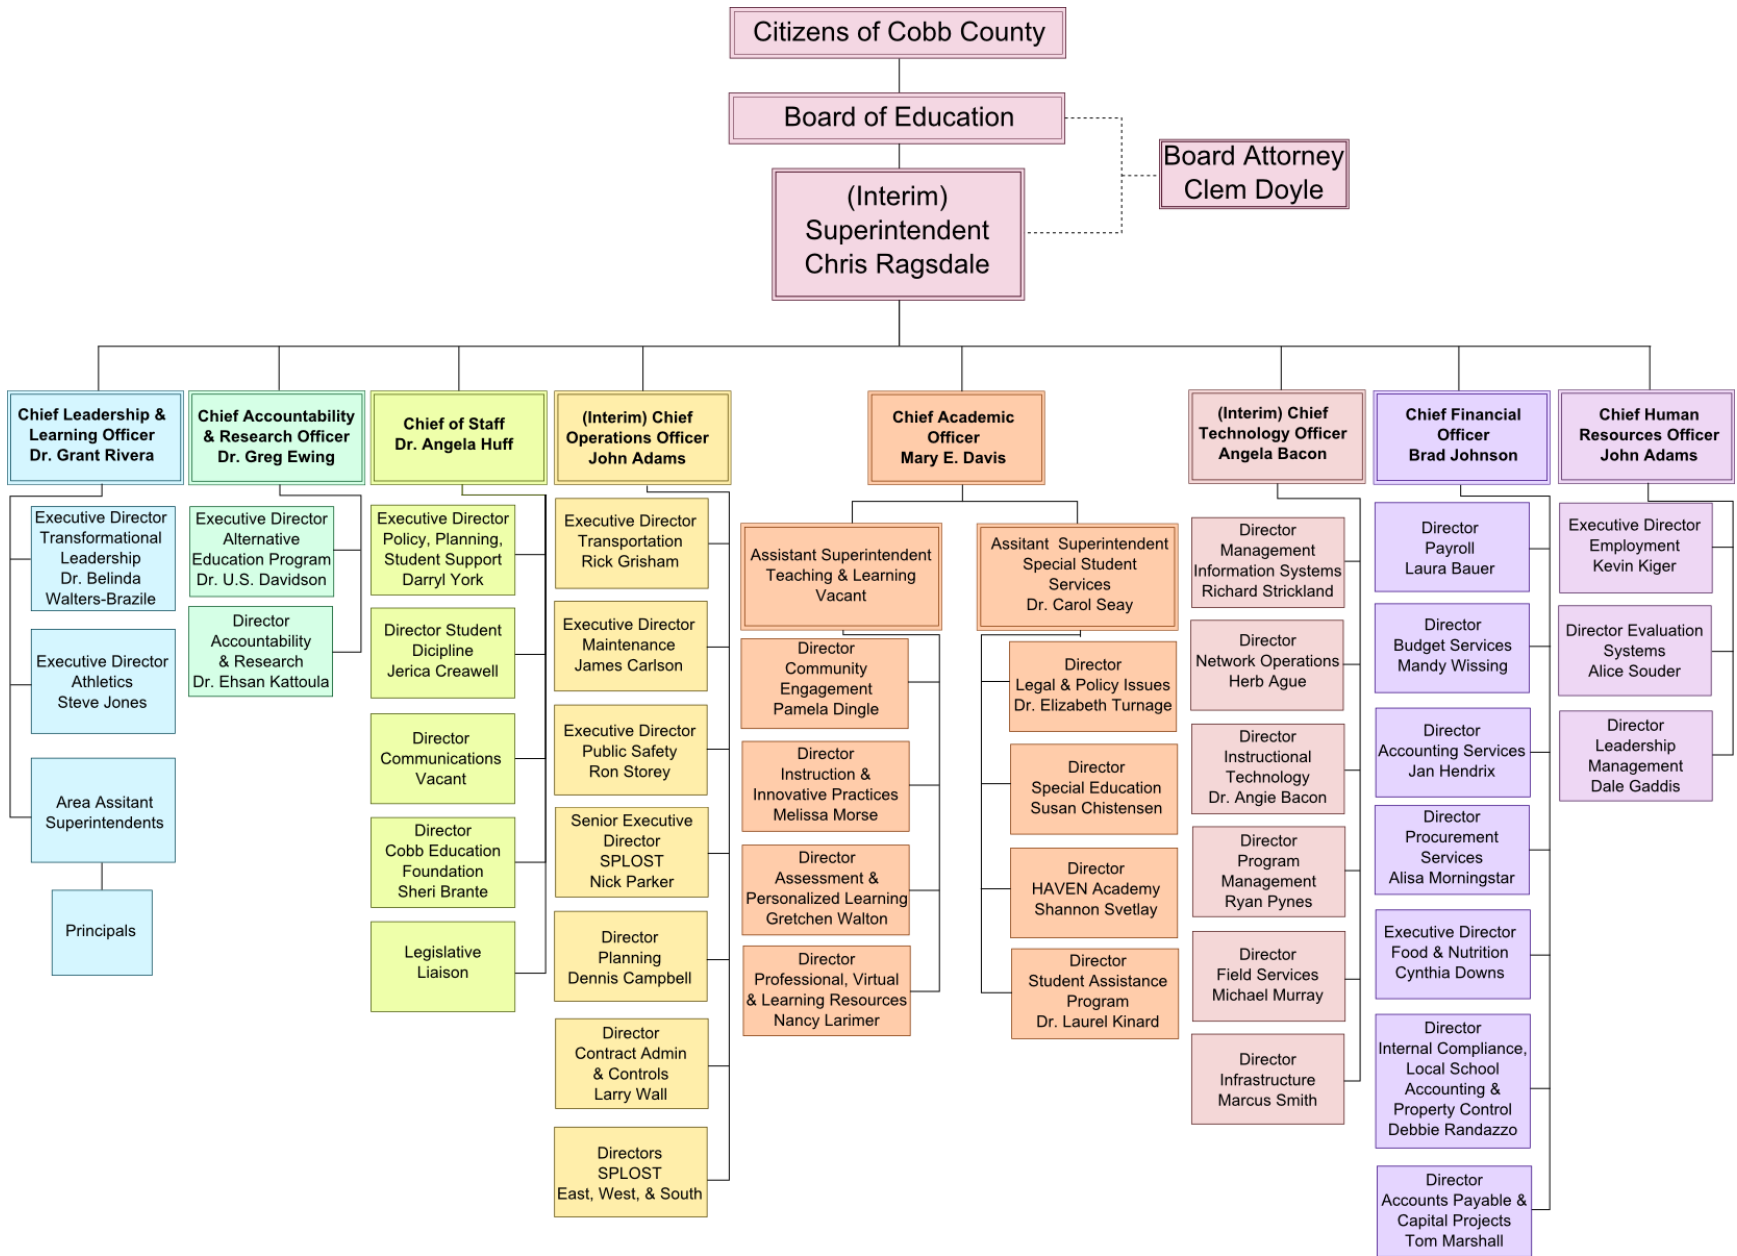 Citizens of Cobb County
Board of Education
Board Attorney
Clem Doyle
(Interim)
Superintendent
Chris Ragsdale
Chief Leadership &
Learning Officer
Dr. Grant Rivera
Executive Director
Transformational
Leadership
Dr. Belinda
Walters-Brazile
Executive Director
Athletics
Steve Jones
Area Assitant
Superintendents
Principals
Chief Accountability
& Research Officer
Dr. Greg Ewing
Executive Director
Alternative
Education Program
Dr. U.S. Davidson
Director
Accountability
& Research
Dr. Ehsan Kattoula
Chief of Staff
Dr. Angela Huff
Executive Director
Policy, Planning,
Student Support
Darryl York
Director Student
Dicipline
Jerica Creawell
Director
Communications
Vacant
Director
Cobb Education
Foundation
Sheri Brante
Legislative
Liaison
(Interim) Chief
Operations Officer
John Adams
Executive Director
Transportation
Rick Grisham
Executive Director
Maintenance
James Carlson
Executive Director
Public Safety
Ron Storey
Senior Executive
Director
SPLOST
Nick Parker
Director
Planning
Dennis Campbell
Director
Contract Admin
& Controls
Larry Wall
Directors
SPLOST
East, West, & South
Chief Academic
Officer
Mary E. Davis
Assistant Superintendent
Teaching & Learning
Vacant
Director
Community
Engagement
Pamela Dingle
Director
Instruction &
Innovative Practices
Melissa Morse
Director
Assessment &
Personalized Learning
Gretchen Walton
Director
Professional, Virtual
& Learning Resources
Nancy Larimer
Assitant Superintendent
Special Student
Services
Dr. Carol Seay
Director
Legal & Policy Issues
Dr. Elizabeth Turnage
Director
Special Education
Susan Chistensen
Director
HAVEN Academy
Shannon Svetlay
Director
Student Assistance
Program
Dr. Laurel Kinard
(Interim) Chief
Technology Officer
Angela Bacon
Director
Management
Information Systems
Richard Strickland
Director
Network Operations
Herb Ague
Director
Instructional
Technology
Dr. Angie Bacon
Director
Program
Management
Ryan Pynes
Director
Field Services
Michael Murray
Director
Infrastructure
Marcus Smith
Chief Financial
Officer
Brad Johnson
Director
Payroll
Laura Bauer
Director
Budget Services
Mandy Wissing
Director
Accounting Services
Jan Hendrix
Director
Procurement
Services
Alisa Morningstar
Executive Director
Food & Nutrition
Cynthia Downs
Director
Internal Compliance,
Local School
Accounting &
Property Control
Debbie Randazzo
Director
Accounts Payable &
Capital Projects
Tom Marshall
Chief Human
Resources Officer
John Adams
Executive Director
Employment
Kevin Kiger
Director Evaluation
Systems
Alice Souder
Director
Leadership
Management
Dale Gaddis